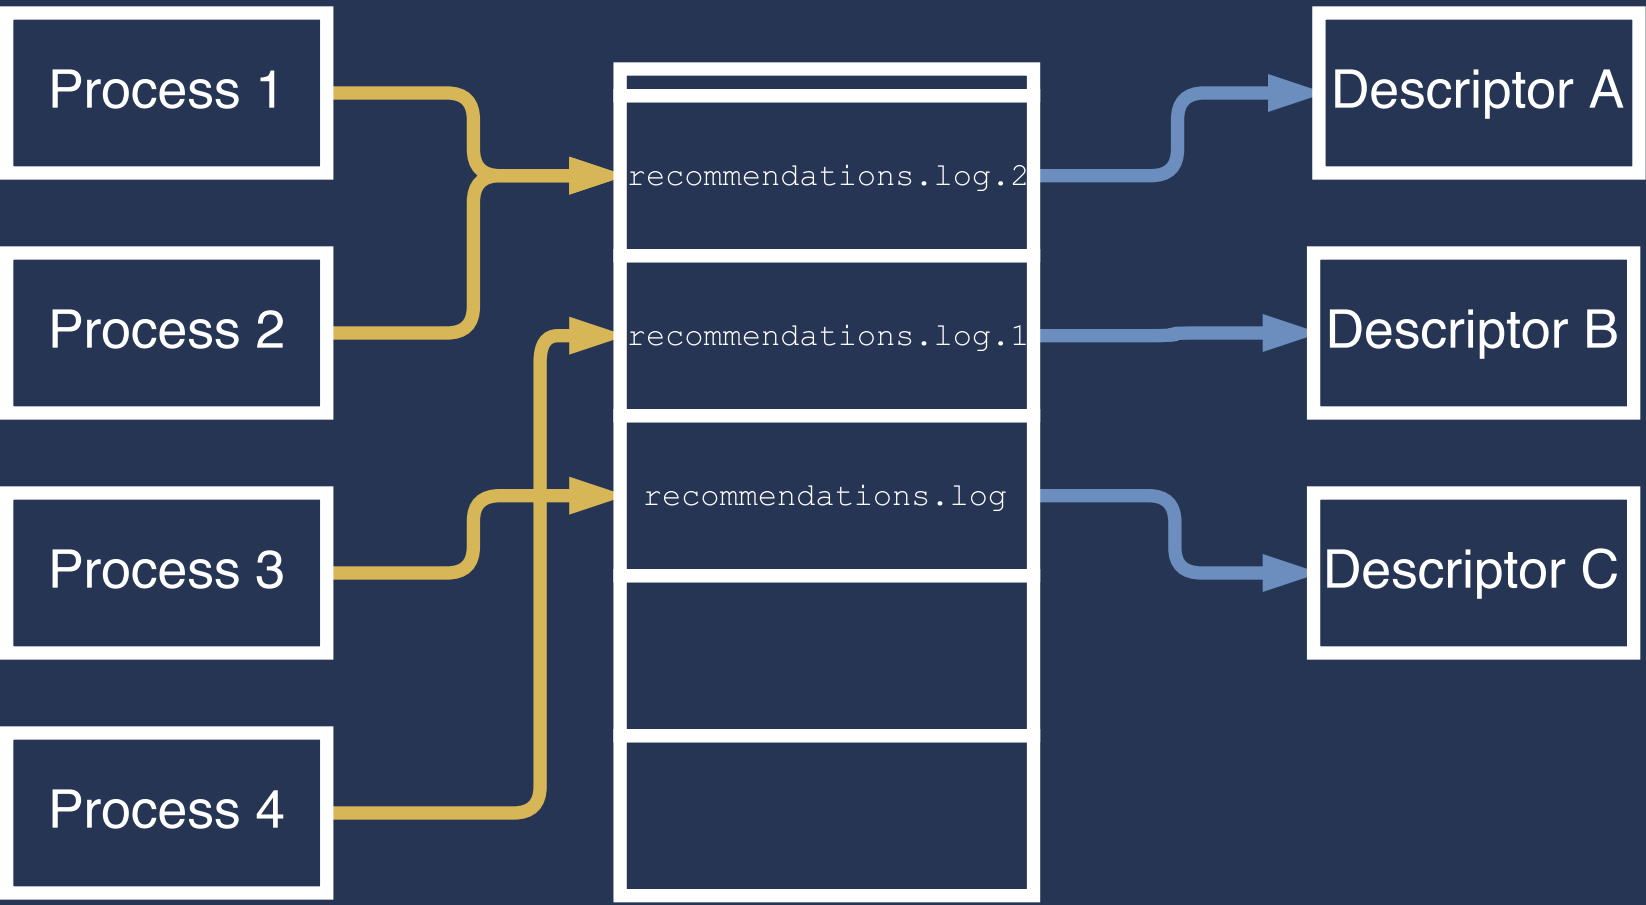 Process 1
Process 2
Process 3
Process 4
recommendations.log.2
recommendations.log.1
recommendations.log
Descriptor A
Descriptor B
Descriptor C